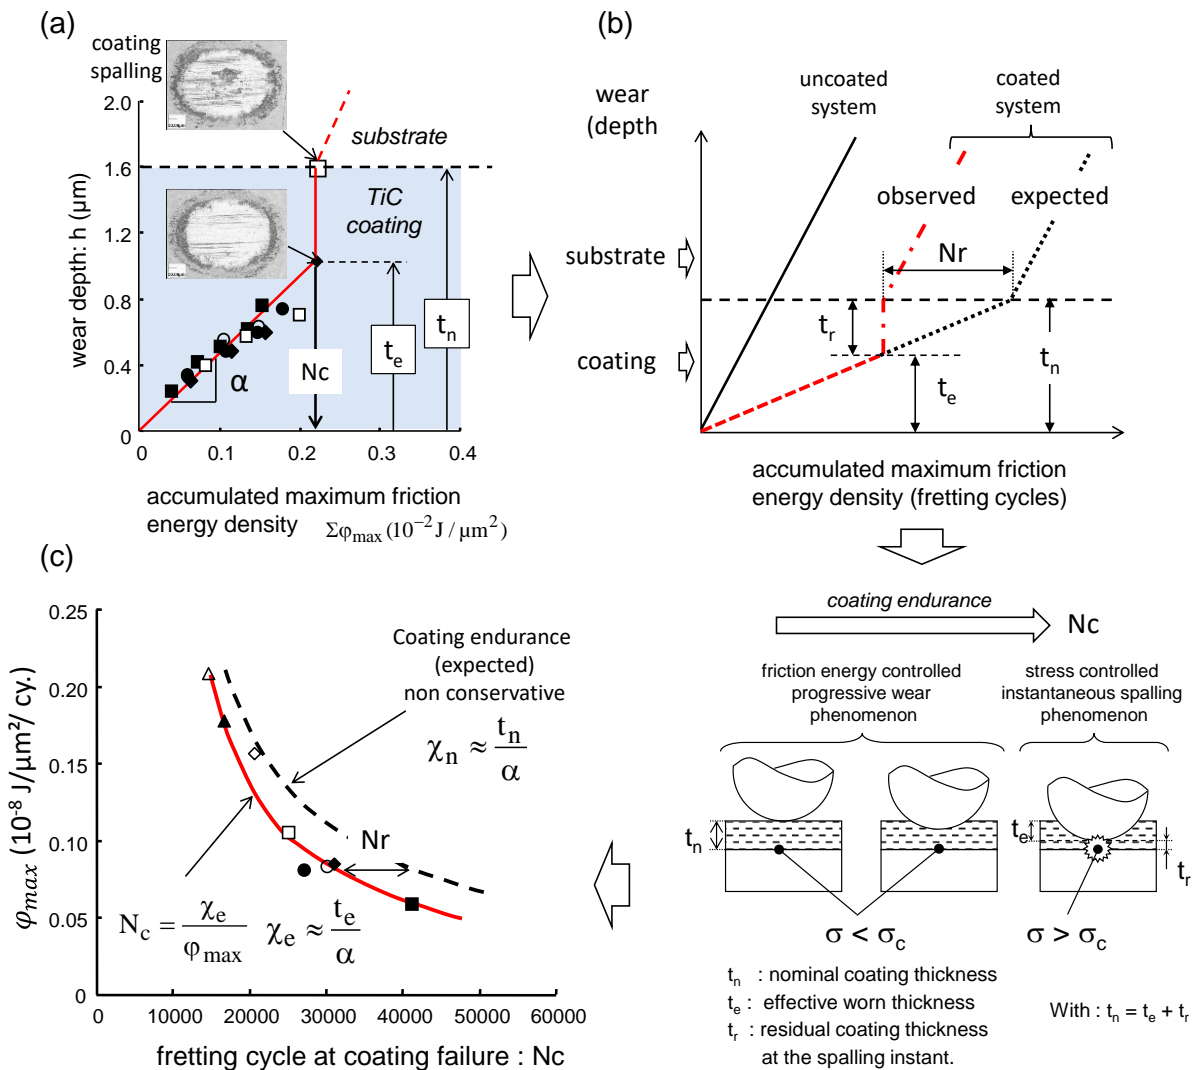 (a)
coating
spalling
2.0
1.6
1.2
0.8
0.4
0
wear depth: h (μm)
substrate
TiC
coating
α
Nc
t_e
t_n
0
0.1
0.2
0.3
0.4
accumulated maximum friction
energy density Σφ_max (10⁻² J / μm²)
(b)
wear
(depth
uncoated
system
coated
system
observed
expected
substrate
coating
Nr
t_r
t_e
t_n
accumulated maximum friction
energy density (fretting cycles)
coating endurance
Nc
friction energy controlled
progressive wear
phenomenon
stress controlled
instantaneous spalling
phenomenon
t_n
t_e
t_r
σ < σ_c
σ > σ_c
t_n : nominal coating thickness
t_e : effective worn thickness
t_r : residual coating thickness
at the spalling instant.
With : t_n = t_e + t_r
(c)
0.25
0.20
0.15
0.10
0.05
0
φmax (10⁻⁸ J/μm²/ cy.)
Coating endurance
(expected)
non conservative
χ_n ≈ t_n / α
Nr
N_c = χ_e / φ_max
χ_e ≈ t_e / α
0
10000
20000
30000
40000
50000
60000
fretting cycle at coating failure : Nc